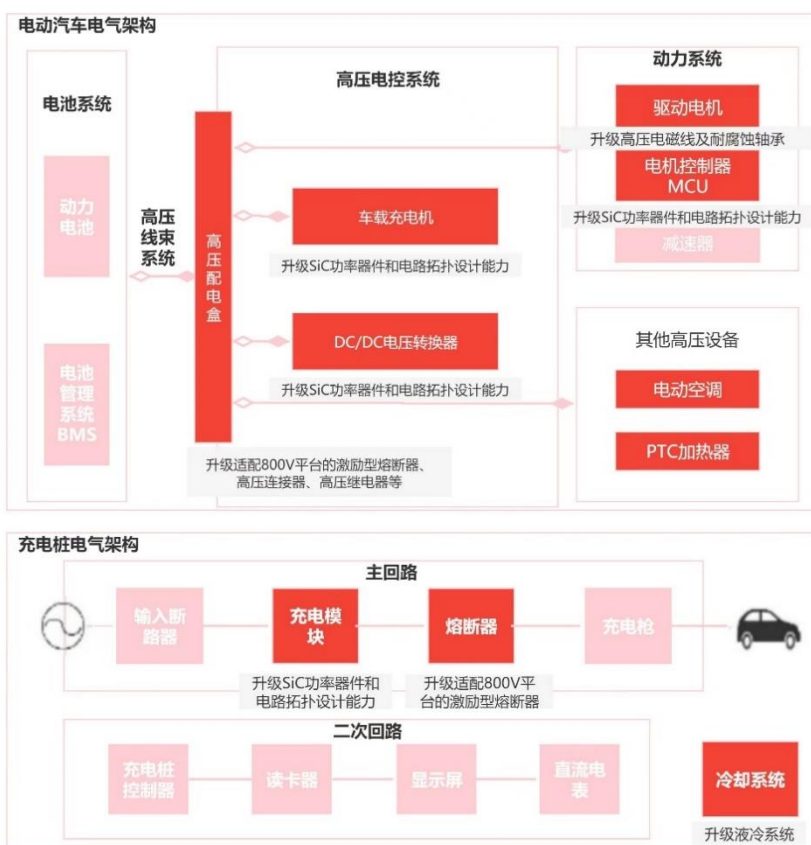 电动汽车电气架构
电池系统
动力
电池
电池
管理
系统
BMS
高压
线束
系统
高压电控系统
高
压
配
电
盒
升级适配800V平台的激励型熔断器、
高压连接器、高压继电器等
车载充电机
升级SiC功率器件和电路拓扑设计能力
DC/DC电压转换器
升级SiC功率器件和电路拓扑设计能力
动力系统
驱动电机
升级高压电磁线及耐腐蚀轴承
电机控制器
MCU
升级SiC功率器件和电路拓扑设计能力
减速器
其他高压设备
电动空调
PTC加热器
充电桩电气架构
主回路
输入断
路器
充电模
块
升级SiC功率器件和
电路拓扑设计能力
熔断器
升级适配800V平
台的激励型熔断器
充电枪
二次回路
充电桩
控制器
读卡器
显示屏
直流电
表
冷却系统
升级液冷系统